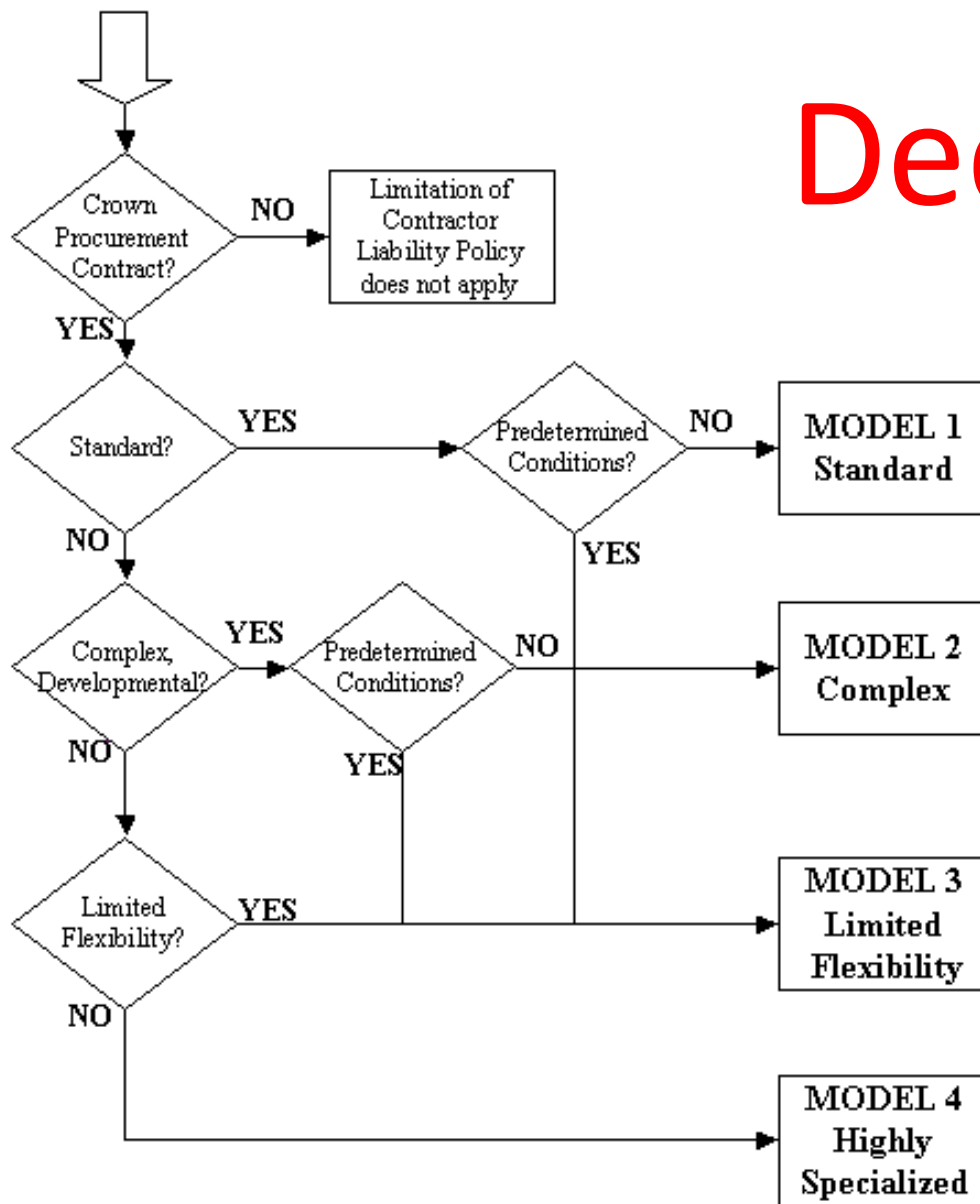 Dec
Crown
Procurement
Contract?
NO
Limitation of
Contractor
Liability Policy
does not apply
YES
Standard?
YES
Predetermined
Conditions?
NO
MODEL 1
Standard
NO
YES
Complex,
Developmental?
YES
Predetermined
Conditions?
NO
MODEL 2
Complex
NO
YES
Limited
Flexibility?
YES
MODEL 3
Limited
Flexibility
NO
MODEL 4
Highly
Specialized